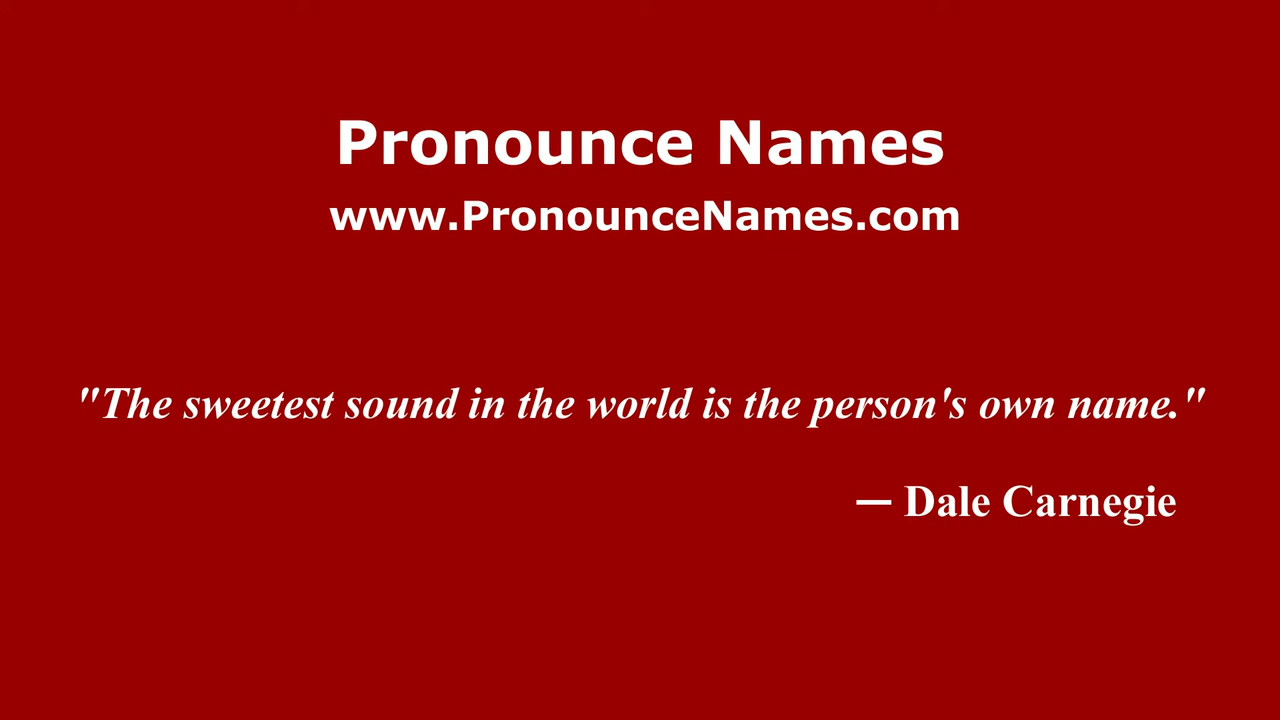 Pronounce Names
www.PronounceNames.com
"The sweetest sound in the world is the person's own name."
— Dale Carnegie